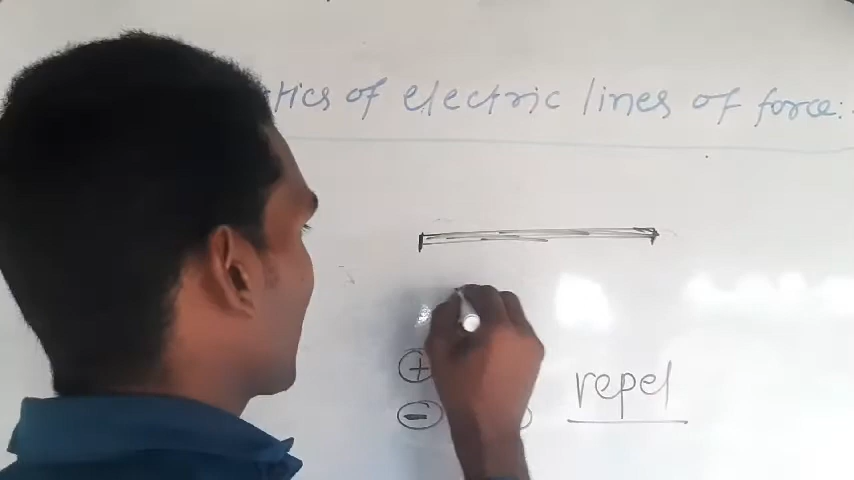 tics of electric lines of force:
+
repel
-